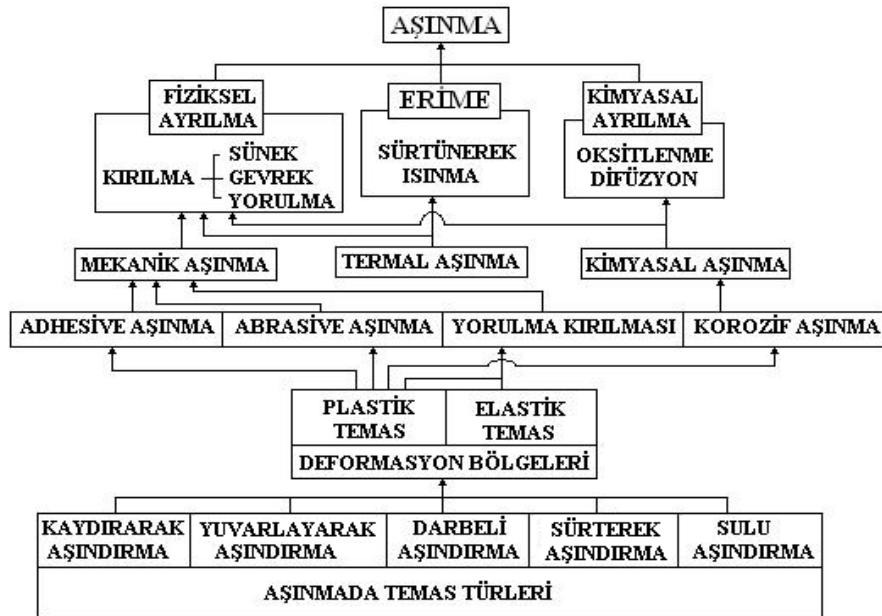 AŞINMA
FİZİKSEL
AYRILMA
ERİME
KİMYASAL
AYRILMA
KIRILMA
SÜNEK
GEVREK
YORULMA
SÜRTÜNEREK
ISINMA
OKSİTLENME
DİFÜZYON
MEKANİK AŞINMA
TERMAL AŞINMA
KİMYASAL AŞINMA
ADHESİVE AŞINMA
ABRASİVE AŞINMA
YORULMA KIRILMASI
KOROZİF AŞINMA
PLASTİK
TEMAS
ELASTİK
TEMAS
DEFORMASYON BÖLGELERİ
KAYDIRARAK
AŞINDIRMA
YUVARLAYARAK
AŞINDIRMA
DARBELİ
AŞINDIRMA
SÜRTEREK
AŞINDIRMA
SULU
AŞINDIRMA
AŞINMADA TEMAS TÜRLERİ